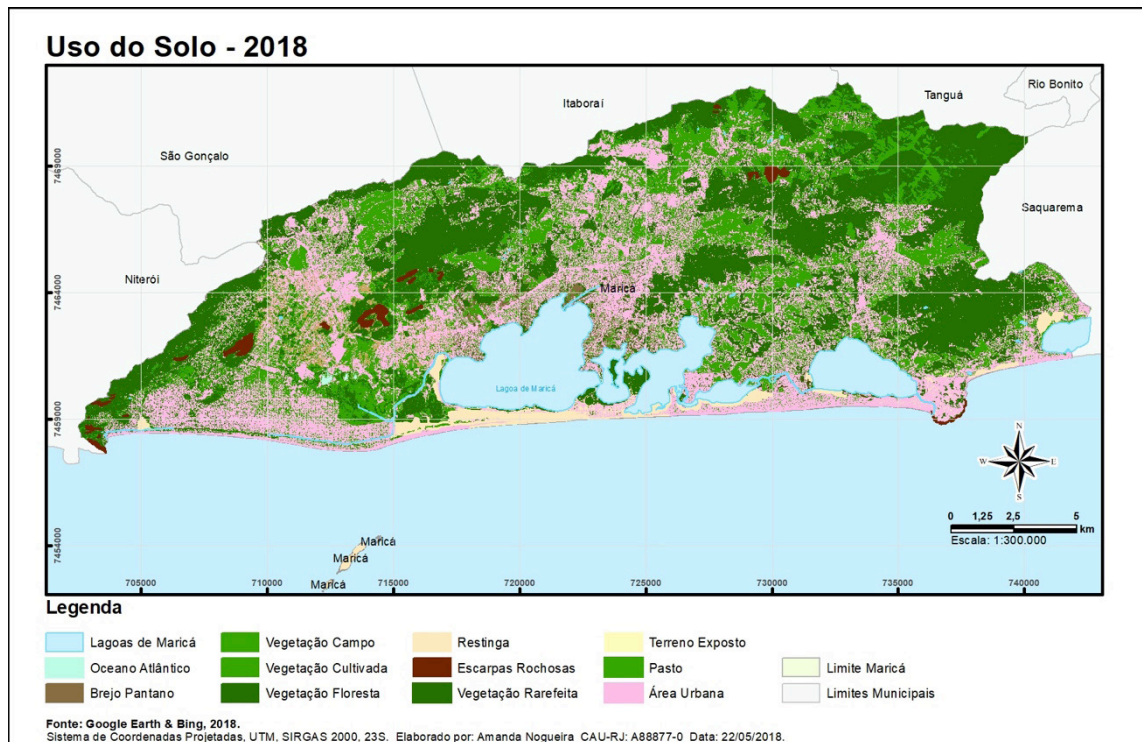 Uso do Solo - 2018
Rio Bonito
Tanguá
Itaboraí
São Gonçalo
Saquarema
Niterói
Maricá
Lagoa de Maricá
7469000
7464000
7459000
7454000
N
W E
S
0 1,25 2,5 5
km
Escala: 1:300.000
Maricá
Maricá
Maricá
705000 710000 715000 720000 725000 730000 735000 740000
Legenda
Lagoas de Maricá Vegetação Campo Restinga Terreno Exposto
Oceano Atlântico Vegetação Cultivada Escarpas Rochosas Pasto Limite Maricá
Brejo Pantano Vegetação Floresta Vegetação Rarefeita Área Urbana Limites Municipais
Fonte: Google Earth & Bing, 2018.
Sistema de Coordenadas Projetadas, UTM, SIRGAS 2000, 23S. Elaborado por: Amanda Nogueira CAU-RJ: A88877-0 Data: 22/05/2018.